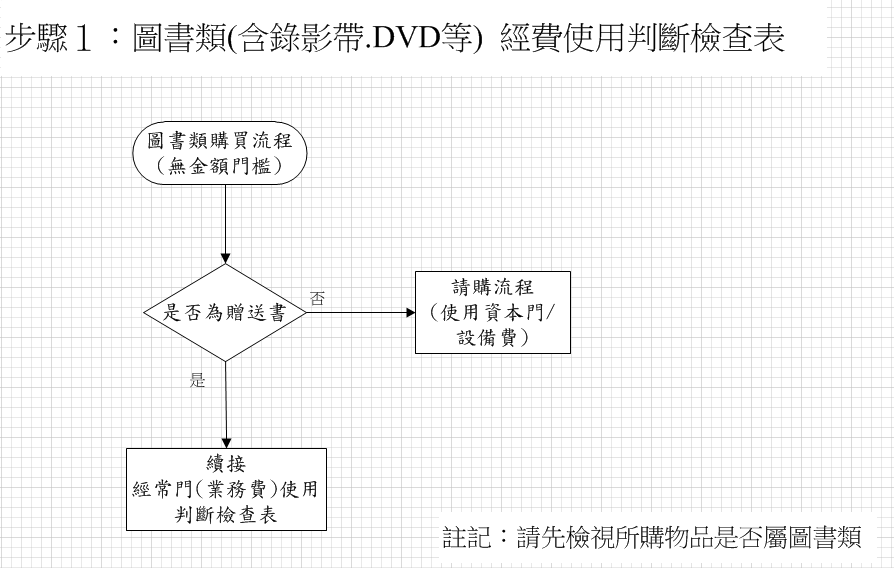 步驟１：圖書類(含錄影帶.DVD等) 經費使用判斷檢查表
圖書類購買流程
（無金額門檻）
是否為贈送書
否
請購流程
（使用資本門/
設備費）
是
續接
經常門(業務費)使用
判斷檢查表
註記：請先檢視所購物品是否屬圖書類